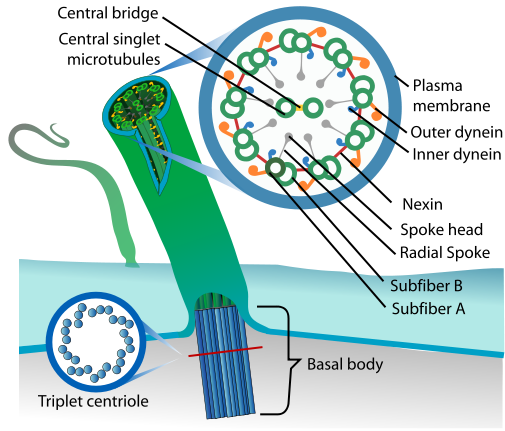 Central bridge
Central singlet
microtubules
Plasma
membrane
Outer dynein
Inner dynein
Nexin
Spoke head
Radial Spoke
Subfiber B
Subfiber A
Basal body
Triplet centriole